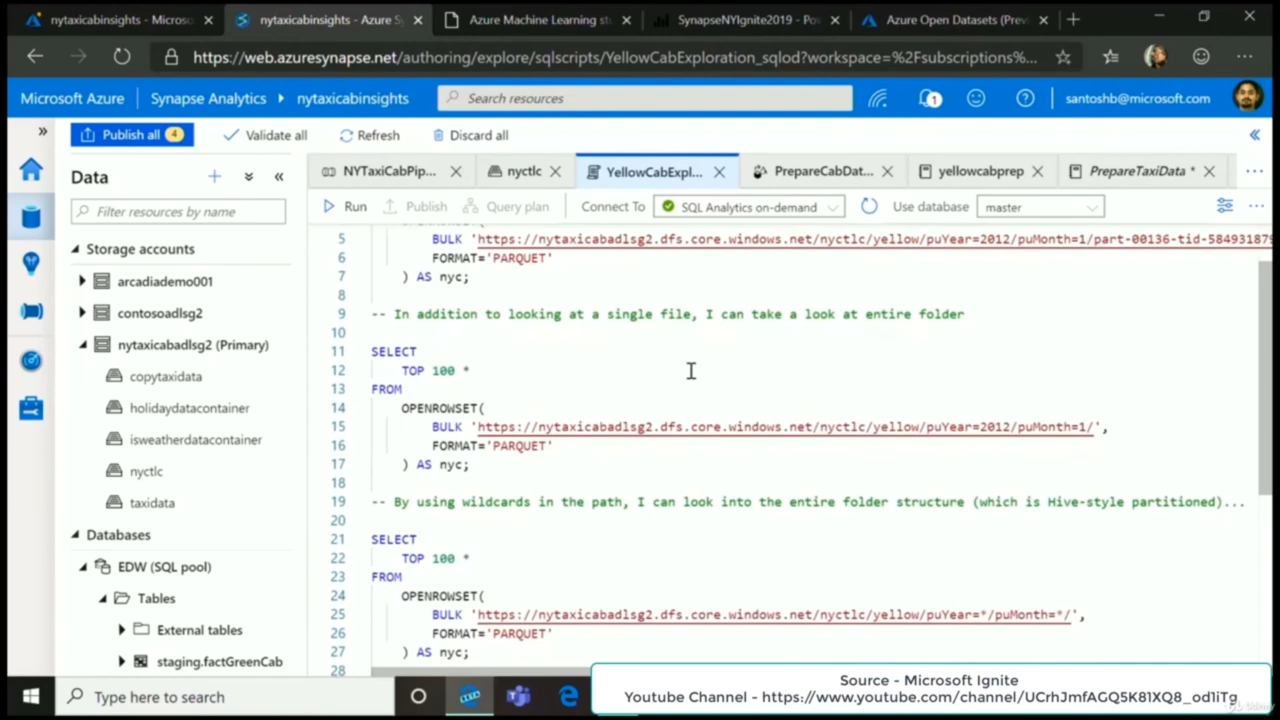 nytaxicabinsights - Microso
nytaxicabinsights - Azure Sy
Azure Machine Learning stu
SynapseNYIgnite2019 - Pow
Azure Open Datasets (Previ
https://web.azuresynapse.net/authoring/explore/sqlscripts/YellowCabExploration_sqlod?workspace=%2Fsubscriptions%...
Microsoft Azure
Synapse Analytics
nytaxicabinsights
Search resources
1
santoshb@microsoft.com
Publish all 4
Validate all
Refresh
Discard all
Data
Filter resources by name
Storage accounts
arcadiademo001
contosoadlsg2
nytaxicabadlsg2 (Primary)
copytaxidata
holidaydatacontainer
isweatherdatacontainer
nyctlc
taxidata
Databases
EDW (SQL pool)
Tables
External tables
staging.factGreenCab
NYTaxiCabPip...
nyctlc
YellowCabExpl...
PrepareCabDat...
yellowcabprep
PrepareTaxiData *
Run
Publish
Query plan
Connect To
SQL Analytics on-demand
Use database
master
5 BULK 'https://nytaxicabadlsg2.dfs.core.windows.net/nyctlc/yellow/puYear=2012/puMonth=1/part-00136-tid-584931879
6 FORMAT='PARQUET'
7 ) AS nyc;
8
9 -- In addition to looking at a single file, I can take a look at entire folder
10
11 SELECT
12 TOP 100 *
13 FROM
14 OPENROWSET(
15 BULK 'https://nytaxicabadlsg2.dfs.core.windows.net/nyctlc/yellow/puYear=2012/puMonth=1/',
16 FORMAT='PARQUET'
17 ) AS nyc;
18
19 -- By using wildcards in the path, I can look into the entire folder structure (which is Hive-style partitioned)...
20
21 SELECT
22 TOP 100 *
23 FROM
24 OPENROWSET(
25 BULK 'https://nytaxicabadlsg2.dfs.core.windows.net/nyctlc/yellow/puYear=*/puMonth=*/',
26 FORMAT='PARQUET'
27 ) AS nyc;
28
Type here to search
Source - Microsoft Ignite
Youtube Channel - https://www.youtube.com/channel/UCrhJmfAGQ5K81XQ8_od1iTg
Udemy